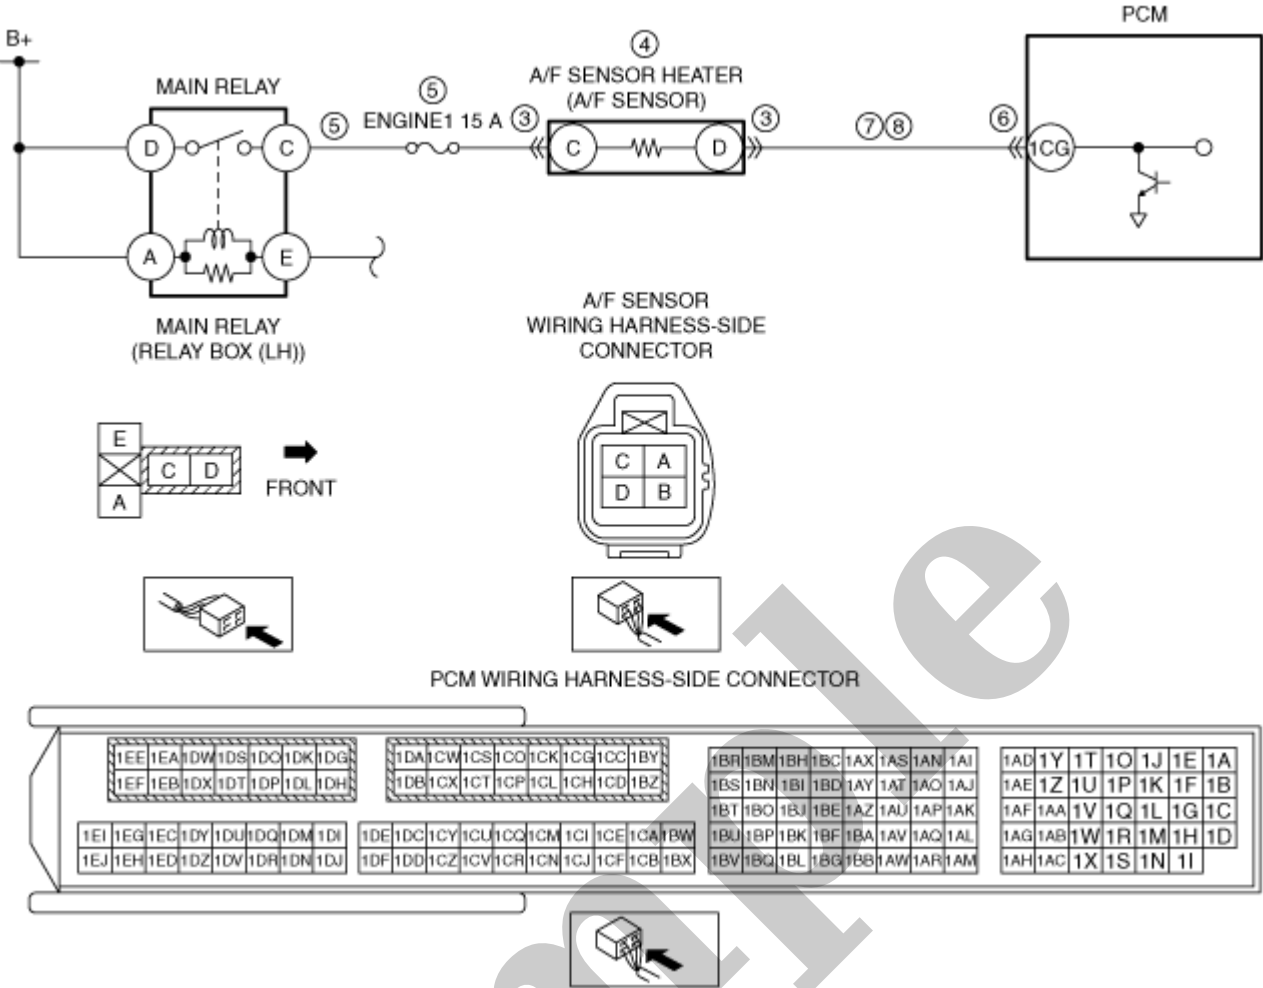 PCM
B+
④
A/F SENSOR HEATER
(A/F SENSOR)
MAIN RELAY
⑤
ENGINE1 15 A
⑤
③
③
⑦⑧
⑥
D
C
C
D
1CG
A
E
MAIN RELAY
(RELAY BOX (LH))
A/F SENSOR
WIRING HARNESS-SIDE
CONNECTOR
E
C D
A
FRONT
C A
D B
PCM WIRING HARNESS-SIDE CONNECTOR
1EE 1EA 1DW 1DS 1DO 1DK 1DG
1EF 1EB 1DX 1DT 1DP 1DL 1DH
1EI 1EG 1EC 1DY 1DU 1DQ 1DM 1DI
1EJ 1EH 1ED 1DZ 1DV 1DR 1DN 1DJ
1DA 1CW 1CS 1CO 1CK 1CG 1CC 1BY
1DB 1CX 1CT 1CP 1CL 1CH 1CD 1BZ
1DE 1DC 1CY 1CU 1CQ 1CM 1CI 1CE 1CA 1BW
1DF 1DD 1CZ 1CV 1CR 1CN 1CJ 1CF 1CB 1BX
1BR 1BM 1BH 1BC 1AX 1AS 1AN 1AI
1BS 1BN 1BI 1BD 1AY 1AT 1AO 1AJ
1BT 1BO 1BJ 1BE 1AZ 1AU 1AP 1AK
1BU 1BP 1BK 1BF 1BA 1AV 1AQ 1AL
1BV 1BQ 1BL 1BG 1BB 1AW 1AR 1AM
1AD 1Y 1T 1O 1J 1E 1A
1AE 1Z 1U 1P 1K 1F 1B
1AF 1AA 1V 1Q 1L 1G 1C
1AG 1AB 1W 1R 1M 1H 1D
1AH 1AC 1X 1S 1N 1I
mple